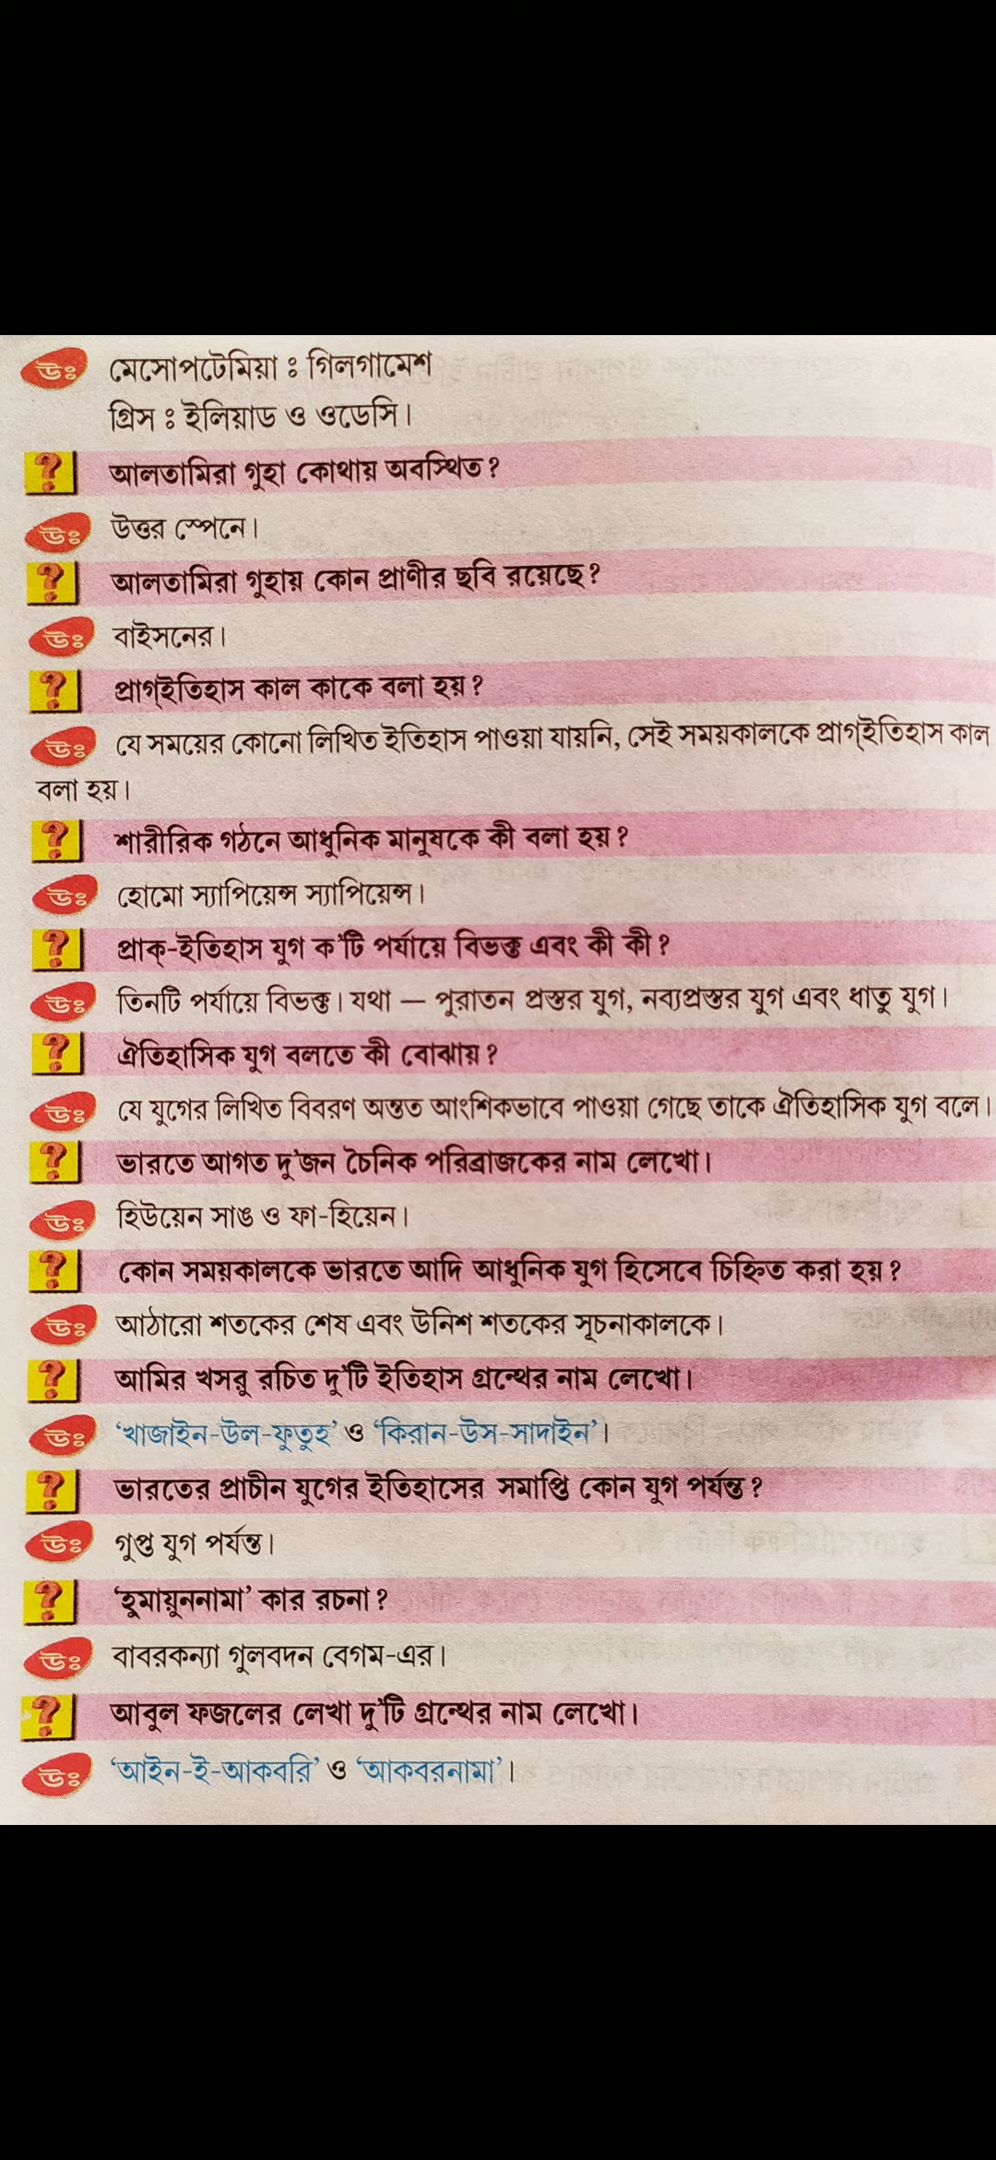 উঃ মেসোপটেমিয়া ঃ গিলগামেশ
গ্রিস ঃ ইলিয়াড ও ওডেসি।
? আলতামিরা গুহা কোথায় অবস্থিত?
উঃ উত্তর স্পেনে।
? আলতামিরা গুহায় কোন প্রাণীর ছবি রয়েছে?
উঃ বাইসনের।
? প্রাগ্ইতিহাস কাল কাকে বলা হয়?
উঃ যে সময়ের কোনো লিখিত ইতিহাস পাওয়া যায়নি, সেই সময়কালকে প্রাগ্ইতিহাস কাল
বলা হয়।
? শারীরিক গঠনে আধুনিক মানুষকে কী বলা হয়?
উঃ হোমো স্যাপিয়েন্স স্যাপিয়েন্স।
? প্রাক্-ইতিহাস যুগ ক'টি পর্যায়ে বিভক্ত এবং কী কী?
উঃ তিনটি পর্যায়ে বিভক্ত। যথা — পুরাতন প্রস্তর যুগ, নব্যপ্রস্তর যুগ এবং ধাতু যুগ।
? ঐতিহাসিক যুগ বলতে কী বোঝায়?
উঃ যে যুগের লিখিত বিবরণ অন্তত আংশিকভাবে পাওয়া গেছে তাকে ঐতিহাসিক যুগ বলে।
? ভারতে আগত দু'জন চৈনিক পরিব্রাজকের নাম লেখো।
উঃ হিউয়েন সাঙ ও ফা-হিয়েন।
? কোন সময়কালকে ভারতে আদি আধুনিক যুগ হিসেবে চিহ্নিত করা হয়?
উঃ আঠারো শতকের শেষ এবং উনিশ শতকের সূচনাকালকে।
? আমির খসরু রচিত দু'টি ইতিহাস গ্রন্থের নাম লেখো।
উঃ ‘খাজাইন-উল-ফুতুহ’ ও ‘কিরান-উস-সাদাইন’।
? ভারতের প্রাচীন যুগের ইতিহাসের সমাপ্তি কোন যুগ পর্যন্ত?
উঃ গুপ্ত যুগ পর্যন্ত।
? ‘হুমায়ুননামা’ কার রচনা?
উঃ বাবরকন্যা গুলবদন বেগম-এর।
? আবুল ফজলের লেখা দু'টি গ্রন্থের নাম লেখো।
উঃ ‘আইন-ই-আকবরি’ ও ‘আকবরনামা’।